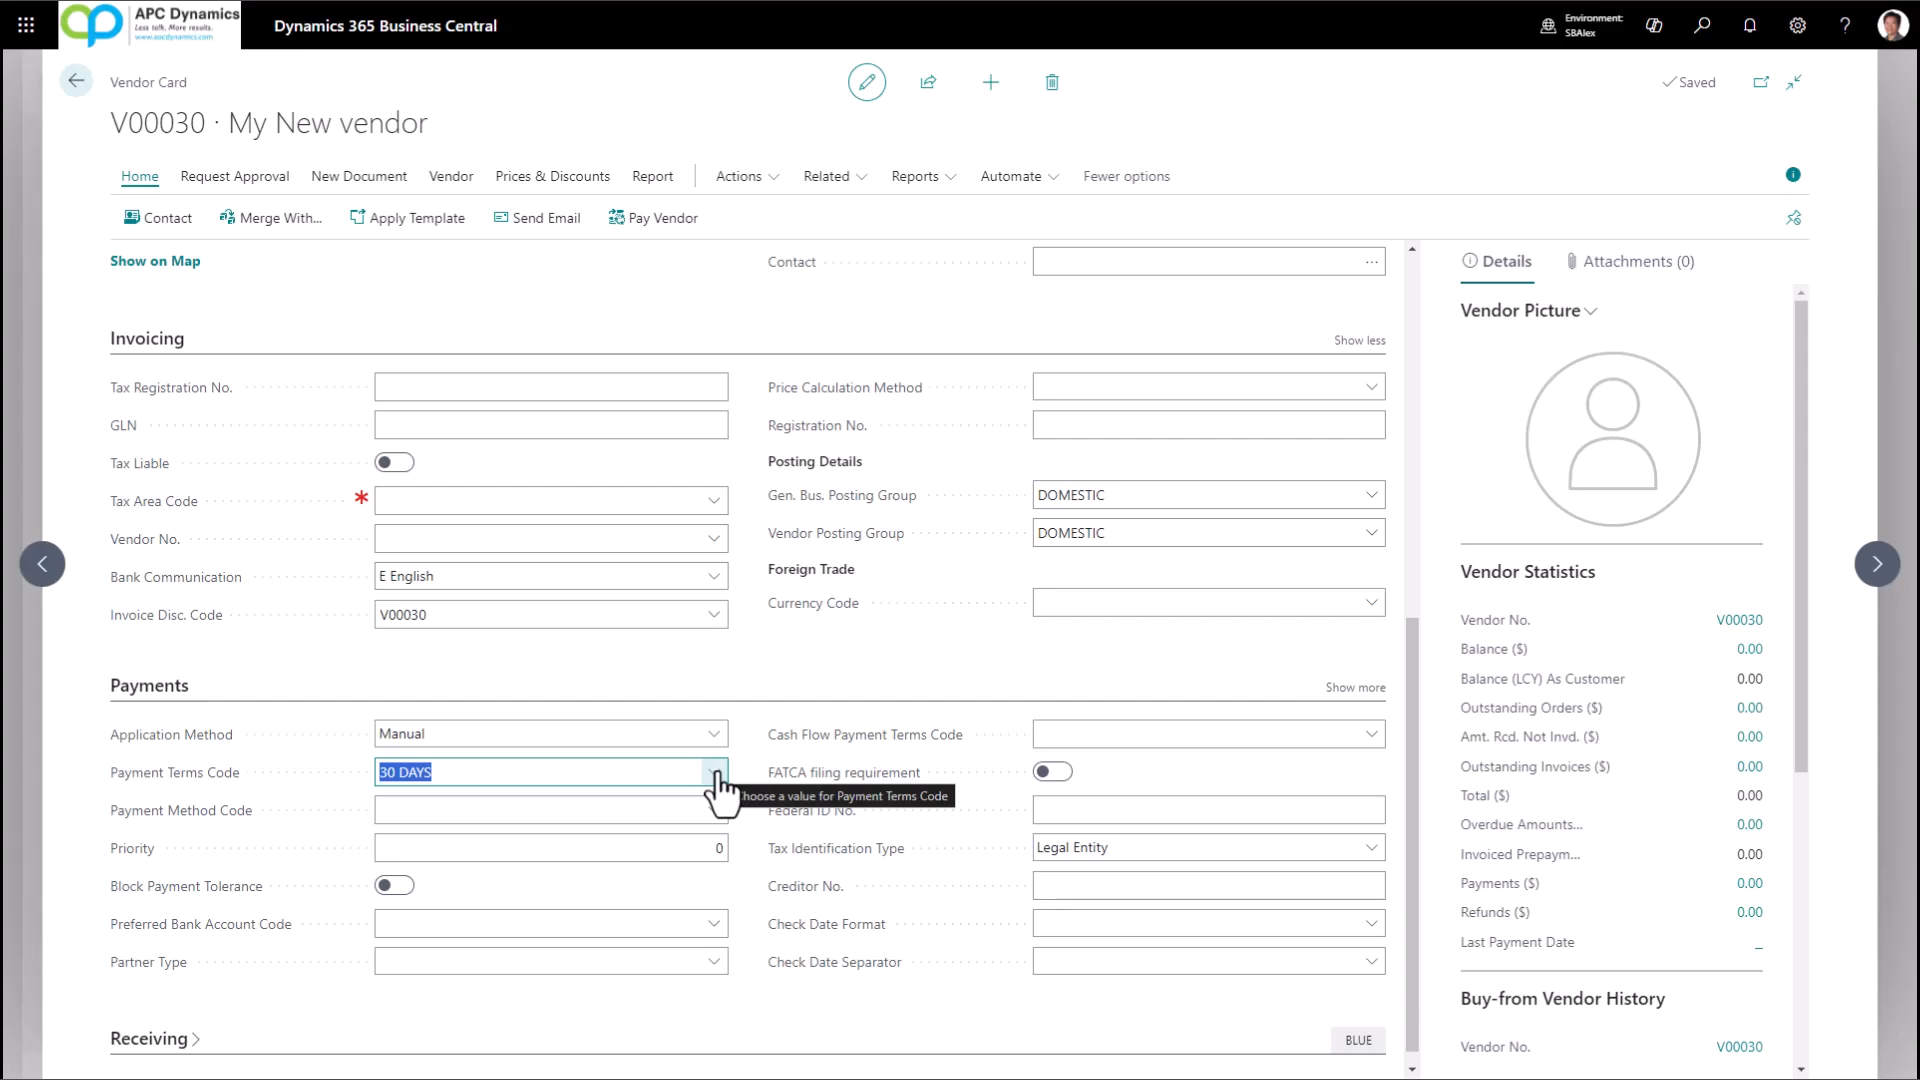 APC Dynamics
Less talk. More results.
www.apcdynamics.com
Dynamics 365 Business Central
Environment:
SBAlex
Vendor Card
Saved
V00030 · My New vendor
Home Request Approval New Document Vendor Prices & Discounts Report Actions Related Reports Automate Fewer options
Contact Merge With... Apply Template Send Email Pay Vendor
Show on Map
Contact
Details Attachments (0)
Vendor Picture
Invoicing
Show less
Tax Registration No.
GLN
Tax Liable
Tax Area Code
Vendor No.
Bank Communication E English
Invoice Disc. Code V00030
Price Calculation Method
Registration No.
Posting Details
Gen. Bus. Posting Group DOMESTIC
Vendor Posting Group DOMESTIC
Foreign Trade
Currency Code
Payments
Show more
Application Method Manual
Payment Terms Code 30 DAYS
Payment Method Code
Priority 0
Block Payment Tolerance
Preferred Bank Account Code
Partner Type
Cash Flow Payment Terms Code
FATCA filing requirement
hoose a value for Payment Terms Code
Federal ID No.
Tax Identification Type Legal Entity
Creditor No.
Check Date Format
Check Date Separator
Receiving
BLUE
Vendor Statistics
Vendor No. V00030
Balance ($) 0.00
Balance (LCY) As Customer 0.00
Outstanding Orders ($) 0.00
Amt. Rcd. Not Invd. ($) 0.00
Outstanding Invoices ($) 0.00
Total ($) 0.00
Overdue Amounts... 0.00
Invoiced Prepaym... 0.00
Payments ($) 0.00
Refunds ($) 0.00
Last Payment Date _
Buy-from Vendor History
Vendor No. V00030